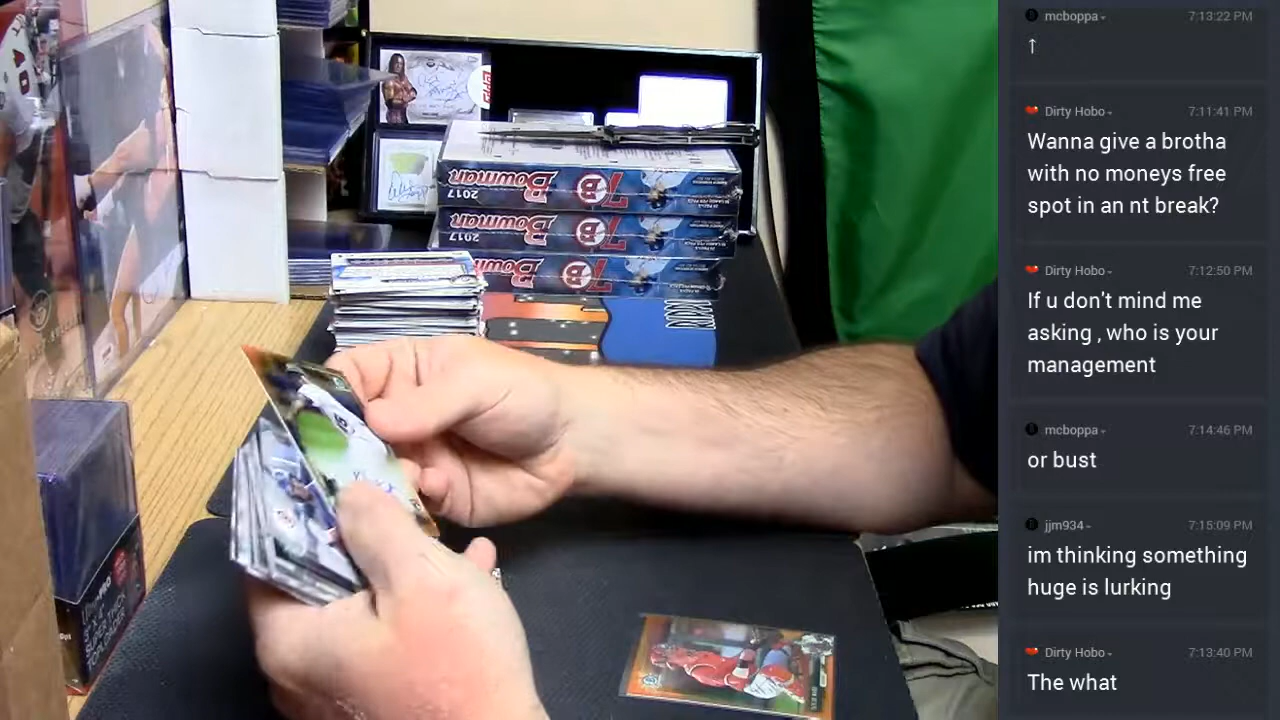 mcboppa
7:13:22 PM
↑
Dirty Hobo
7:11:41 PM
Wanna give a brotha
with no moneys free
spot in an nt break?
Dirty Hobo
7:12:50 PM
If u don't mind me
asking , who is your
management
mcboppa
7:14:46 PM
or bust
jjm934
7:15:09 PM
im thinking something
huge is lurking
Dirty Hobo
7:13:40 PM
The what
2017
Bowman
B
2017
Bowman
B
Bowman
B
SUPER THICK
TOPLOADER